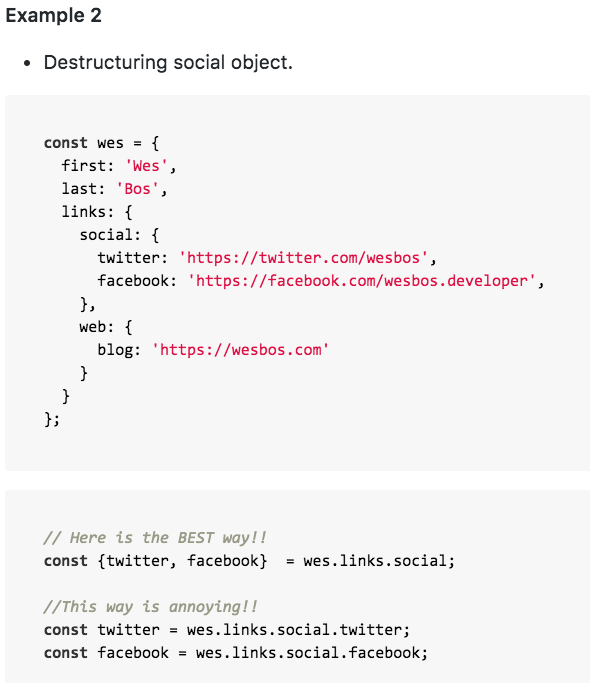 Example 2
• Destructuring social object.
const wes = {
  first: 'Wes',
  last: 'Bos',
  links: {
    social: {
      twitter: 'https://twitter.com/wesbos',
      facebook: 'https://facebook.com/wesbos.developer',
    },
    web: {
      blog: 'https://wesbos.com'
    }
  }
};
// Here is the BEST way!!
const {twitter, facebook}  = wes.links.social;
//This way is annoying!!
const twitter = wes.links.social.twitter;
const facebook = wes.links.social.facebook;